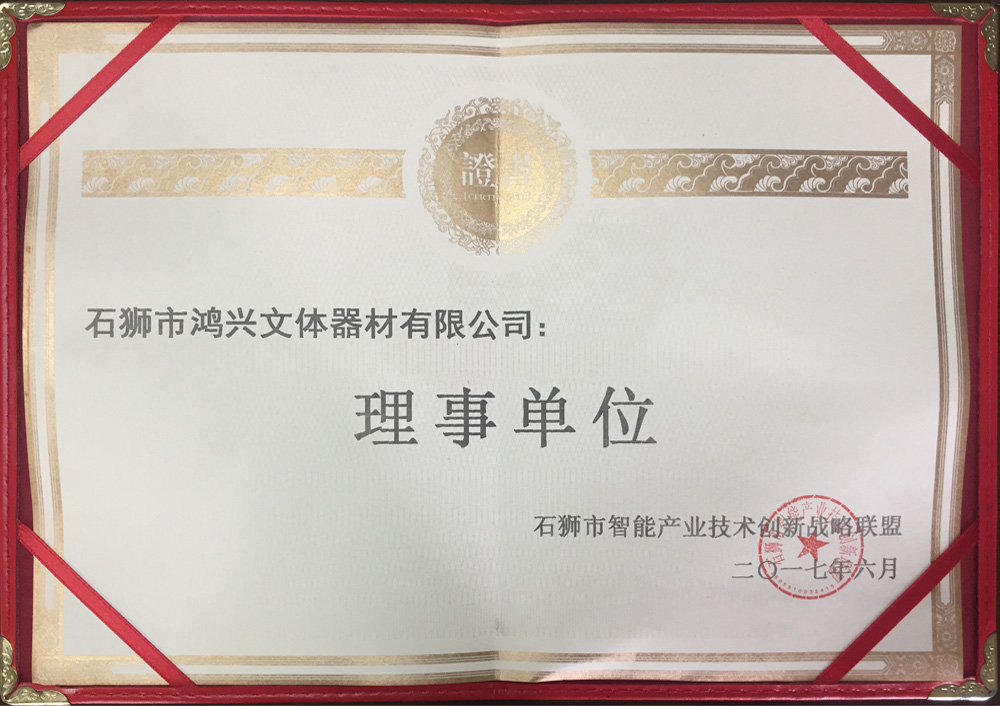 證書
石狮市鸿兴文体器材有限公司:
理事单位
石狮市智能产业技术创新战略联盟
二〇一七年六月